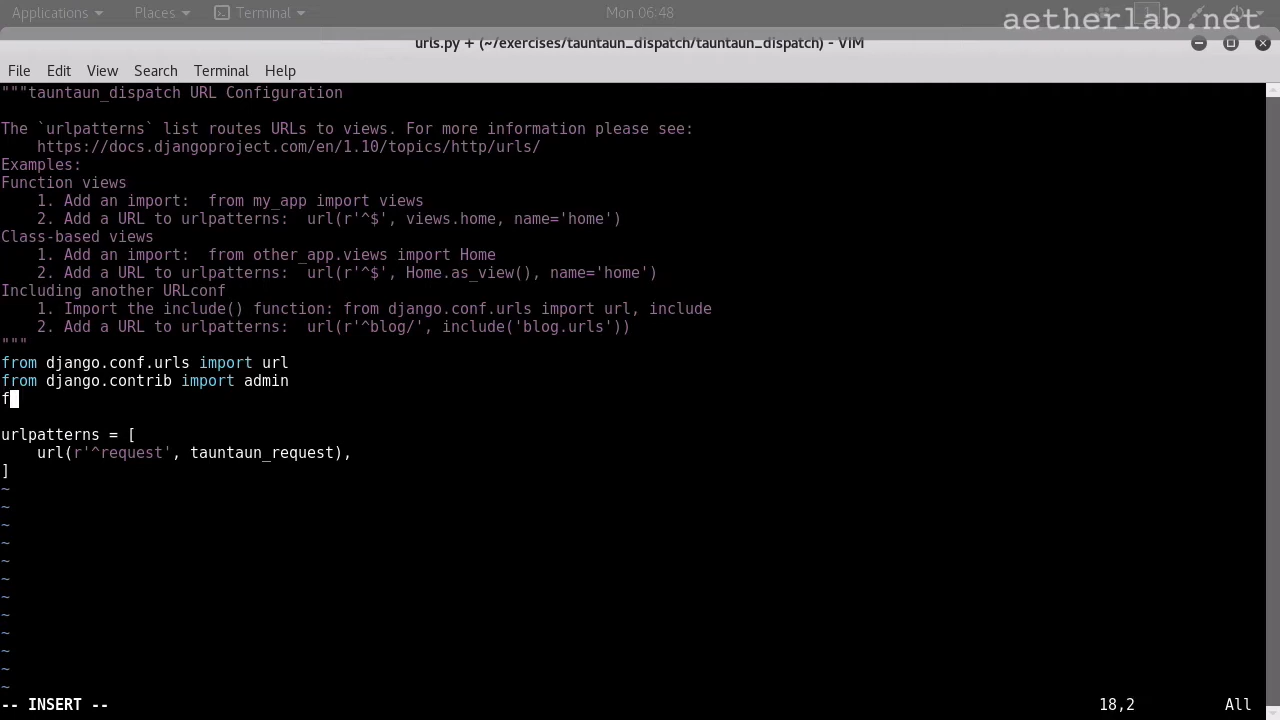 Applications Places Terminal Mon 06:48
aetherlab.net
urls.py + (~/exercises/tauntaun_dispatch/tauntaun_dispatch) - VIM
File Edit View Search Terminal Help
"""tauntaun_dispatch URL Configuration
The `urlpatterns` list routes URLs to views. For more information please see:
    https://docs.djangoproject.com/en/1.10/topics/http/urls/
Examples:
Function views
    1. Add an import:  from my_app import views
    2. Add a URL to urlpatterns:  url(r'^$', views.home, name='home')
Class-based views
    1. Add an import:  from other_app.views import Home
    2. Add a URL to urlpatterns:  url(r'^$', Home.as_view(), name='home')
Including another URLconf
    1. Import the include() function: from django.conf.urls import url, include
    2. Add a URL to urlpatterns:  url(r'^blog/', include('blog.urls'))
"""
from django.conf.urls import url
from django.contrib import admin
f
urlpatterns = [
    url(r'^request', tauntaun_request),
]
~
~
~
~
~
~
~
~
~
~
~
~
-- INSERT -- 18,2 All